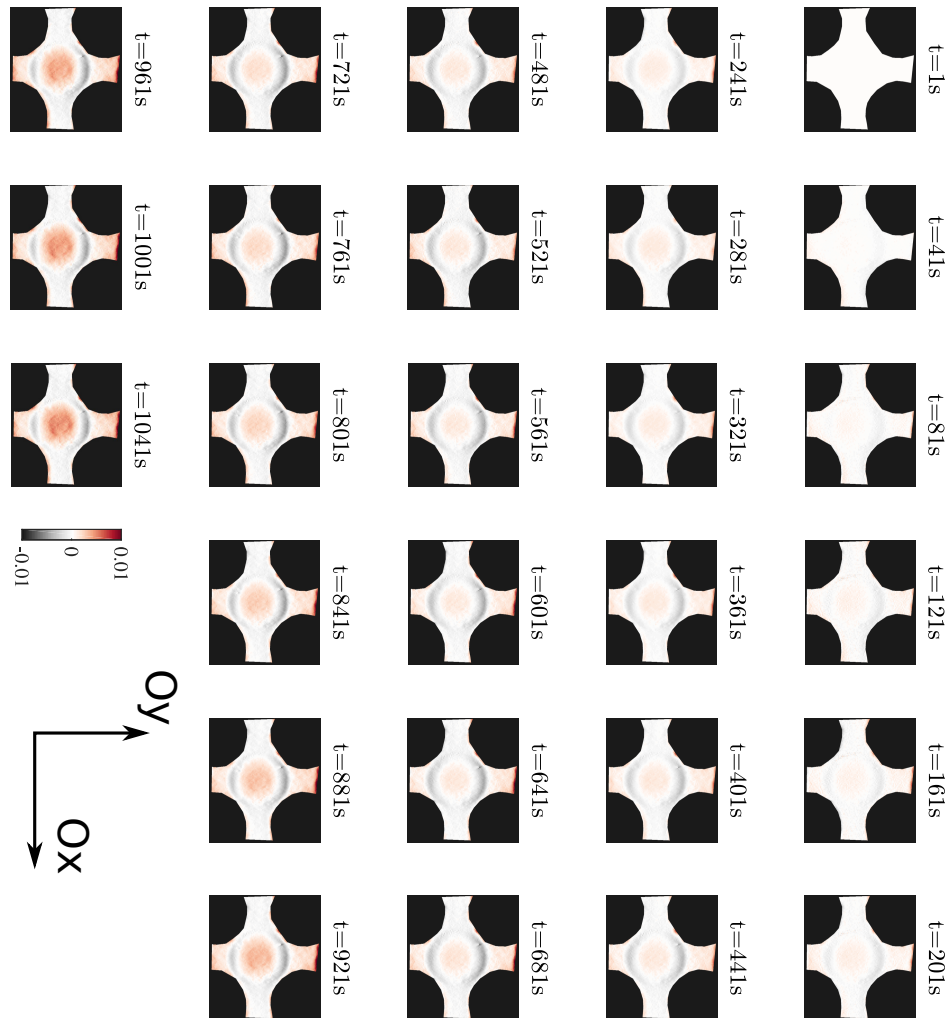 t=1s
t=41s
t=81s
t=121s
t=161s
t=201s
t=241s
t=281s
t=321s
t=361s
t=401s
t=441s
t=481s
t=521s
t=561s
t=601s
t=641s
t=681s
t=721s
t=761s
t=801s
t=841s
t=881s
t=921s
t=961s
t=1001s
t=1041s
0.01
0
-0.01
Oy
Ox